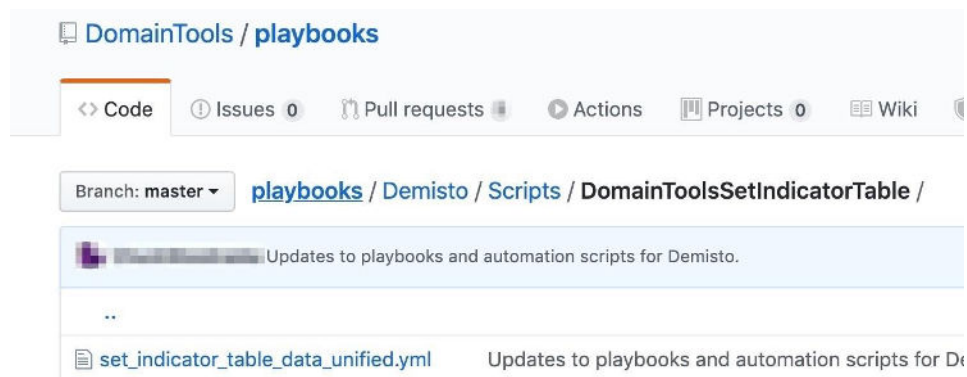 DomainTools / playbooks
Code Issues 0 Pull requests Actions Projects 0 Wiki
Branch: master playbooks / Demisto / Scripts / DomainToolsSetIndicatorTable /
Updates to playbooks and automation scripts for Demisto.
..
set_indicator_table_data_unified.yml Updates to playbooks and automation scripts for De